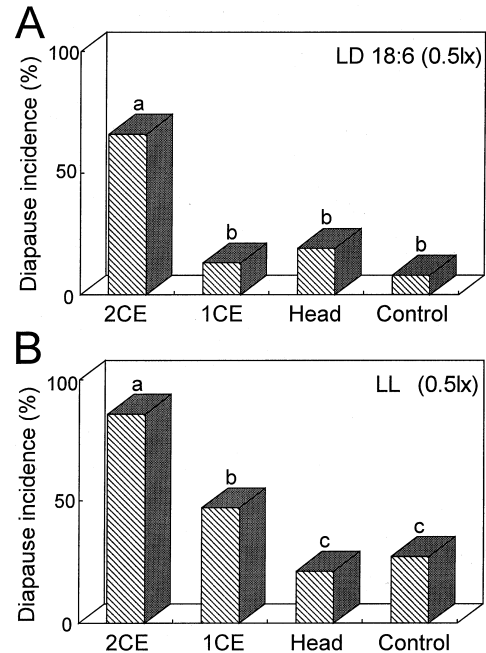 A
LD 18:6 (0.5lx)
Diapause incidence (%)
100
50
0
a
b
b
b
2CE 1CE Head Control
B
LL (0.5lx)
Diapause incidence (%)
100
50
0
a
b
c
c
2CE 1CE Head Control